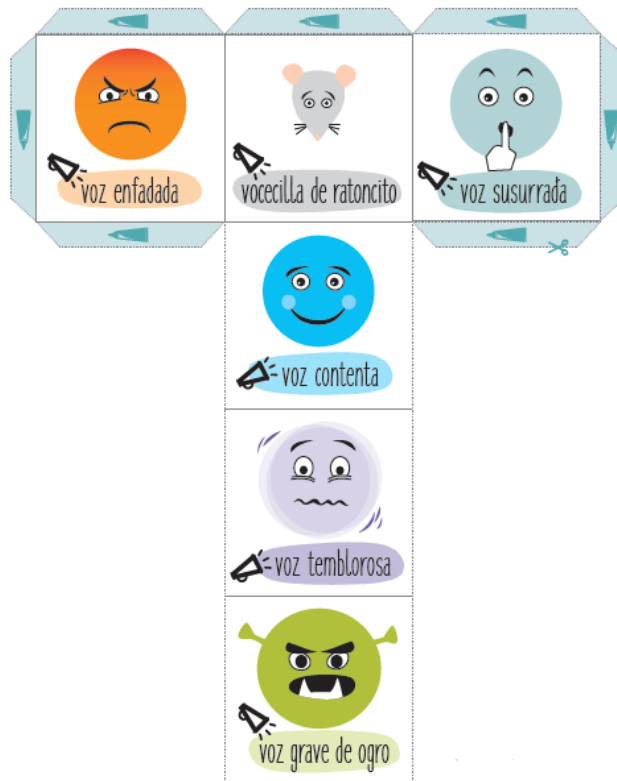 voz enfadada
vocecilla de ratoncito
voz susurrada
voz contenta
voz temblorosa
voz grave de ogro